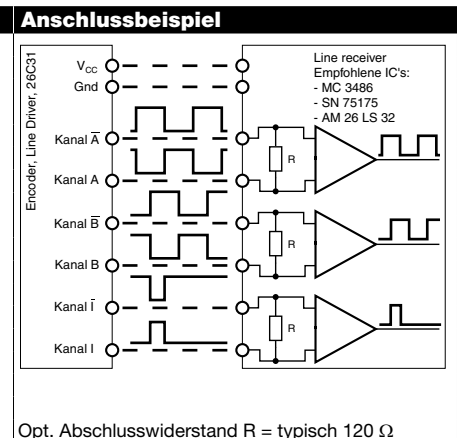 Anschlussbeispiel
Encoder, Line Driver, 26C31
V_CC
Gnd
Kanal A̅
Kanal A
Kanal B̅
Kanal B
Kanal I̅
Kanal I
Line receiver
Empfohlene IC's:
- MC 3486
- SN 75175
- AM 26 LS 32
R
R
R
Opt. Abschlusswiderstand R = typisch 120 Ω